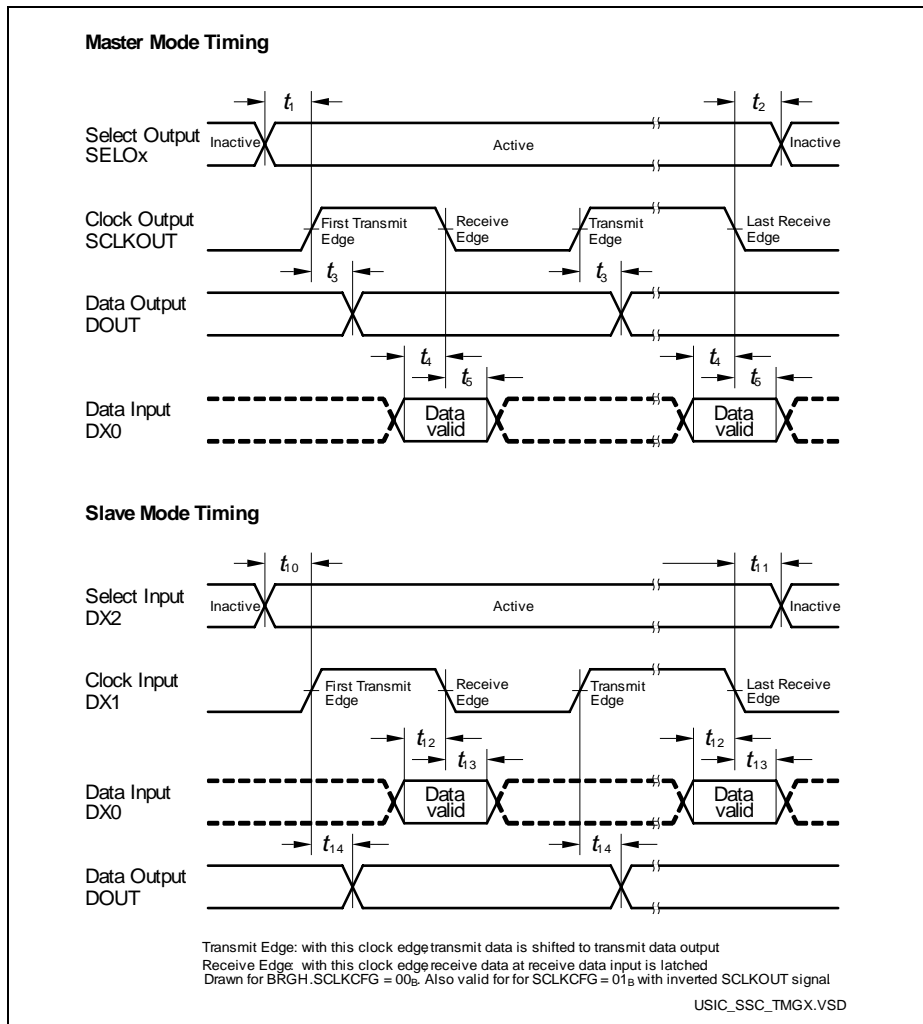 Master Mode Timing
t1
t2
Select Output
SELOx
Inactive
Active
Inactive
Clock Output
SCLKOUT
First Transmit
Edge
Receive
Edge
Transmit
Edge
Last Receive
Edge
t3
t3
Data Output
DOUT
t4
t5
t4
t5
Data Input
DX0
Data
valid
Data
valid
Slave Mode Timing
t10
t11
Select Input
DX2
Inactive
Active
Inactive
Clock Input
DX1
First Transmit
Edge
Receive
Edge
Transmit
Edge
Last Receive
Edge
t12
t13
t12
t13
Data Input
DX0
Data
valid
Data
valid
t14
t14
Data Output
DOUT
Transmit Edge: with this clock edge, transmit data is shifted to transmit data output
Receive Edge: with this clock edge, receive data at receive data input is latched
Drawn for BRGH.SCLKCFG = 00B. Also valid for for SCLKCFG = 01B with inverted SCLKOUT signal.
USIC_SSC_TMGX.VSD